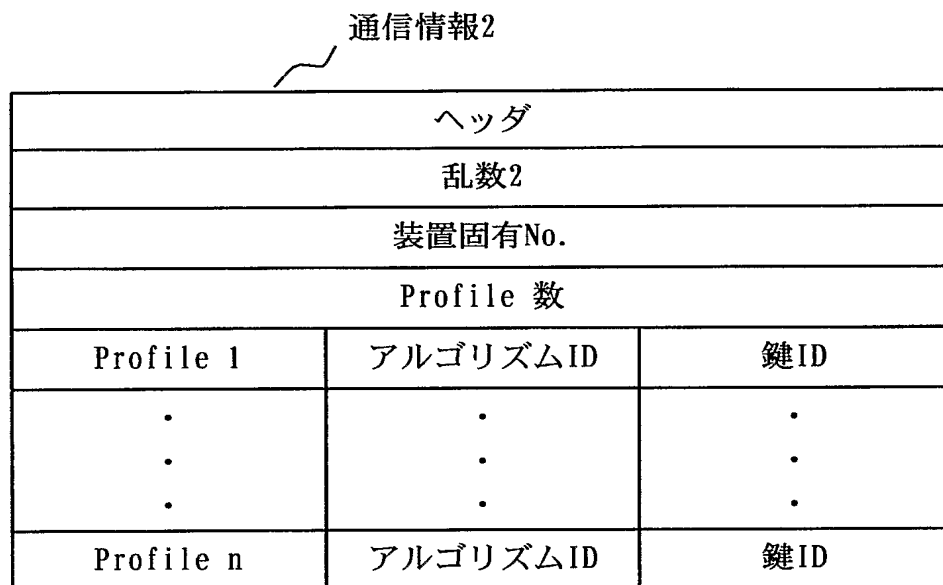 通信情報2
ヘッダ
乱数2
装置固有No.
Profile 数
Profile 1 アルゴリズムID 鍵ID
Profile n アルゴリズムID 鍵ID